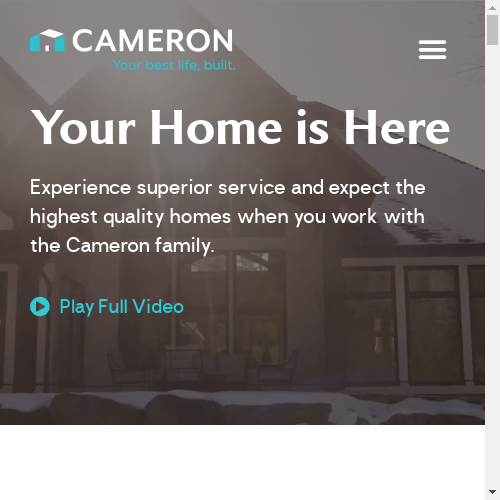 CAMERON
Your best life, built.
Your Home is Here
Experience superior service and expect the
highest quality homes when you work with
the Cameron family.
Play Full Video